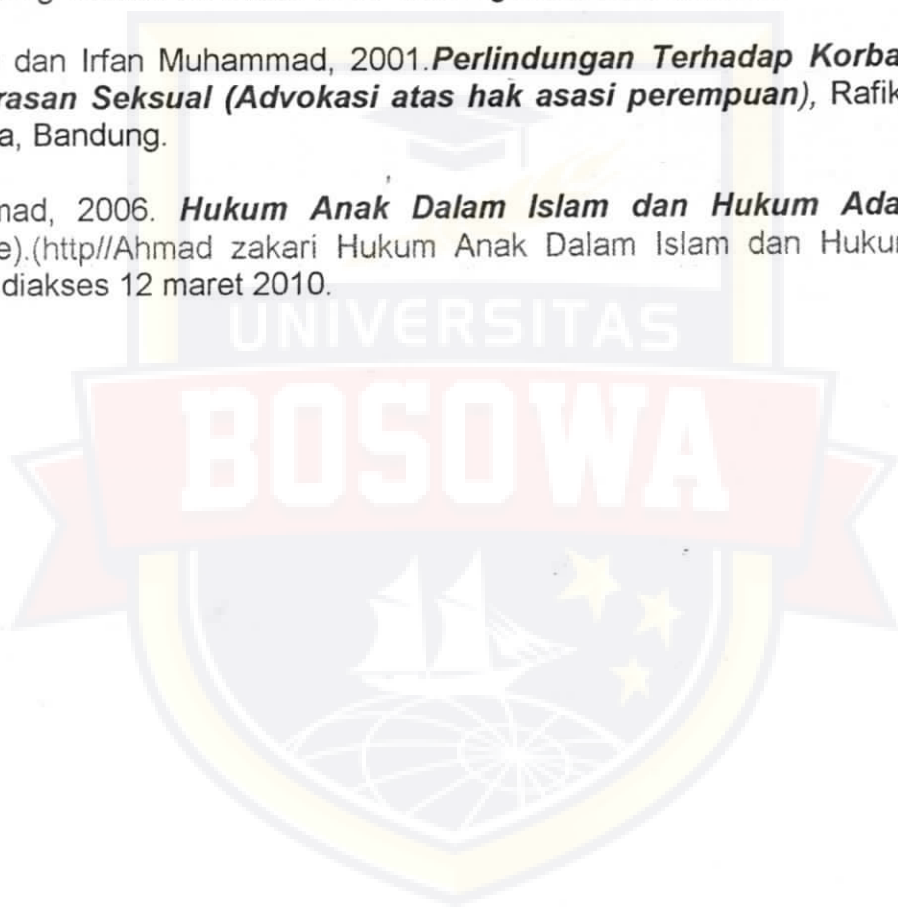 dan Irfan Muhammad, 2001.Perlindungan Terhadap Korba
rasan Seksual (Advokasi atas hak asasi perempuan), Rafik
a, Bandung.
mad, 2006. Hukum Anak Dalam Islam dan Hukum Ada
e).(http//Ahmad zakari Hukum Anak Dalam Islam dan Hukur
diakses 12 maret 2010.
UNIVERSITAS
BOSOWA